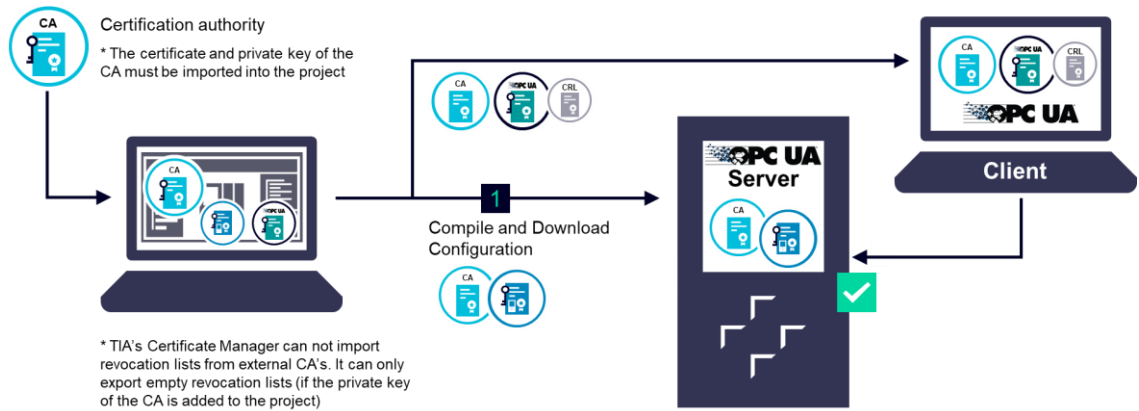 CA
Certification authority
* The certificate and private key of the
CA must be imported into the project
CA
OPC UA
CA
OPC UA
CRL
1
Compile and Download
Configuration
CA
* TIA's Certificate Manager can not import
revocation lists from external CA's. It can only
export empty revocation lists (if the private key
of the CA is added to the project)
OPC UA
Server
CA
CA
OPC UA
CRL
OPC UA
Client